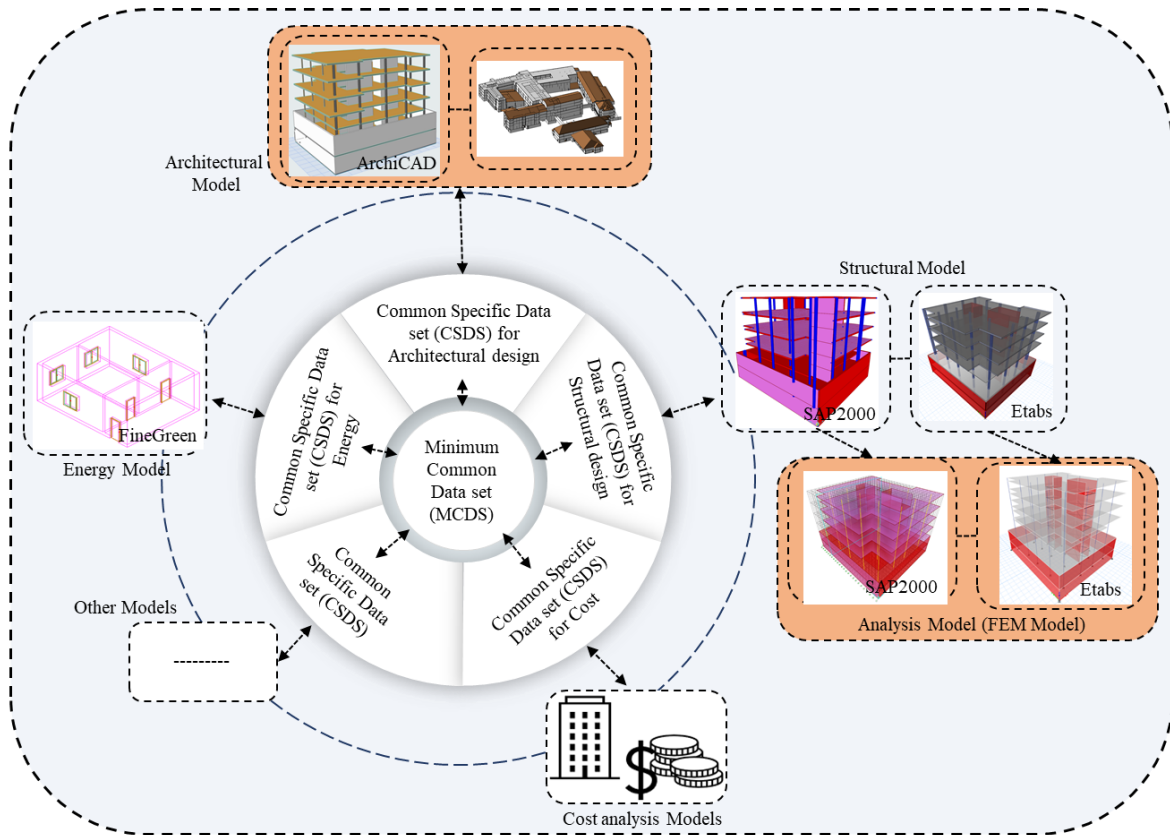 ArchiCAD
Architectural
Model
Structural Model
SAP2000
Etabs
Common Specific Data
set (CSDS) for
Architectural design
Common Specific
Data set (CSDS) for
Structural design
Common Specific Data
set (CSDS) for
Energy
FineGreen
Energy Model
Minimum
Common
Data set
(MCDS)
SAP2000
Etabs
Analysis Model (FEM Model)
Common
Specific Data
set (CSDS)
Common Specific
Data set (CSDS)
for Cost
Other Models
----------
$
Cost analysis Models